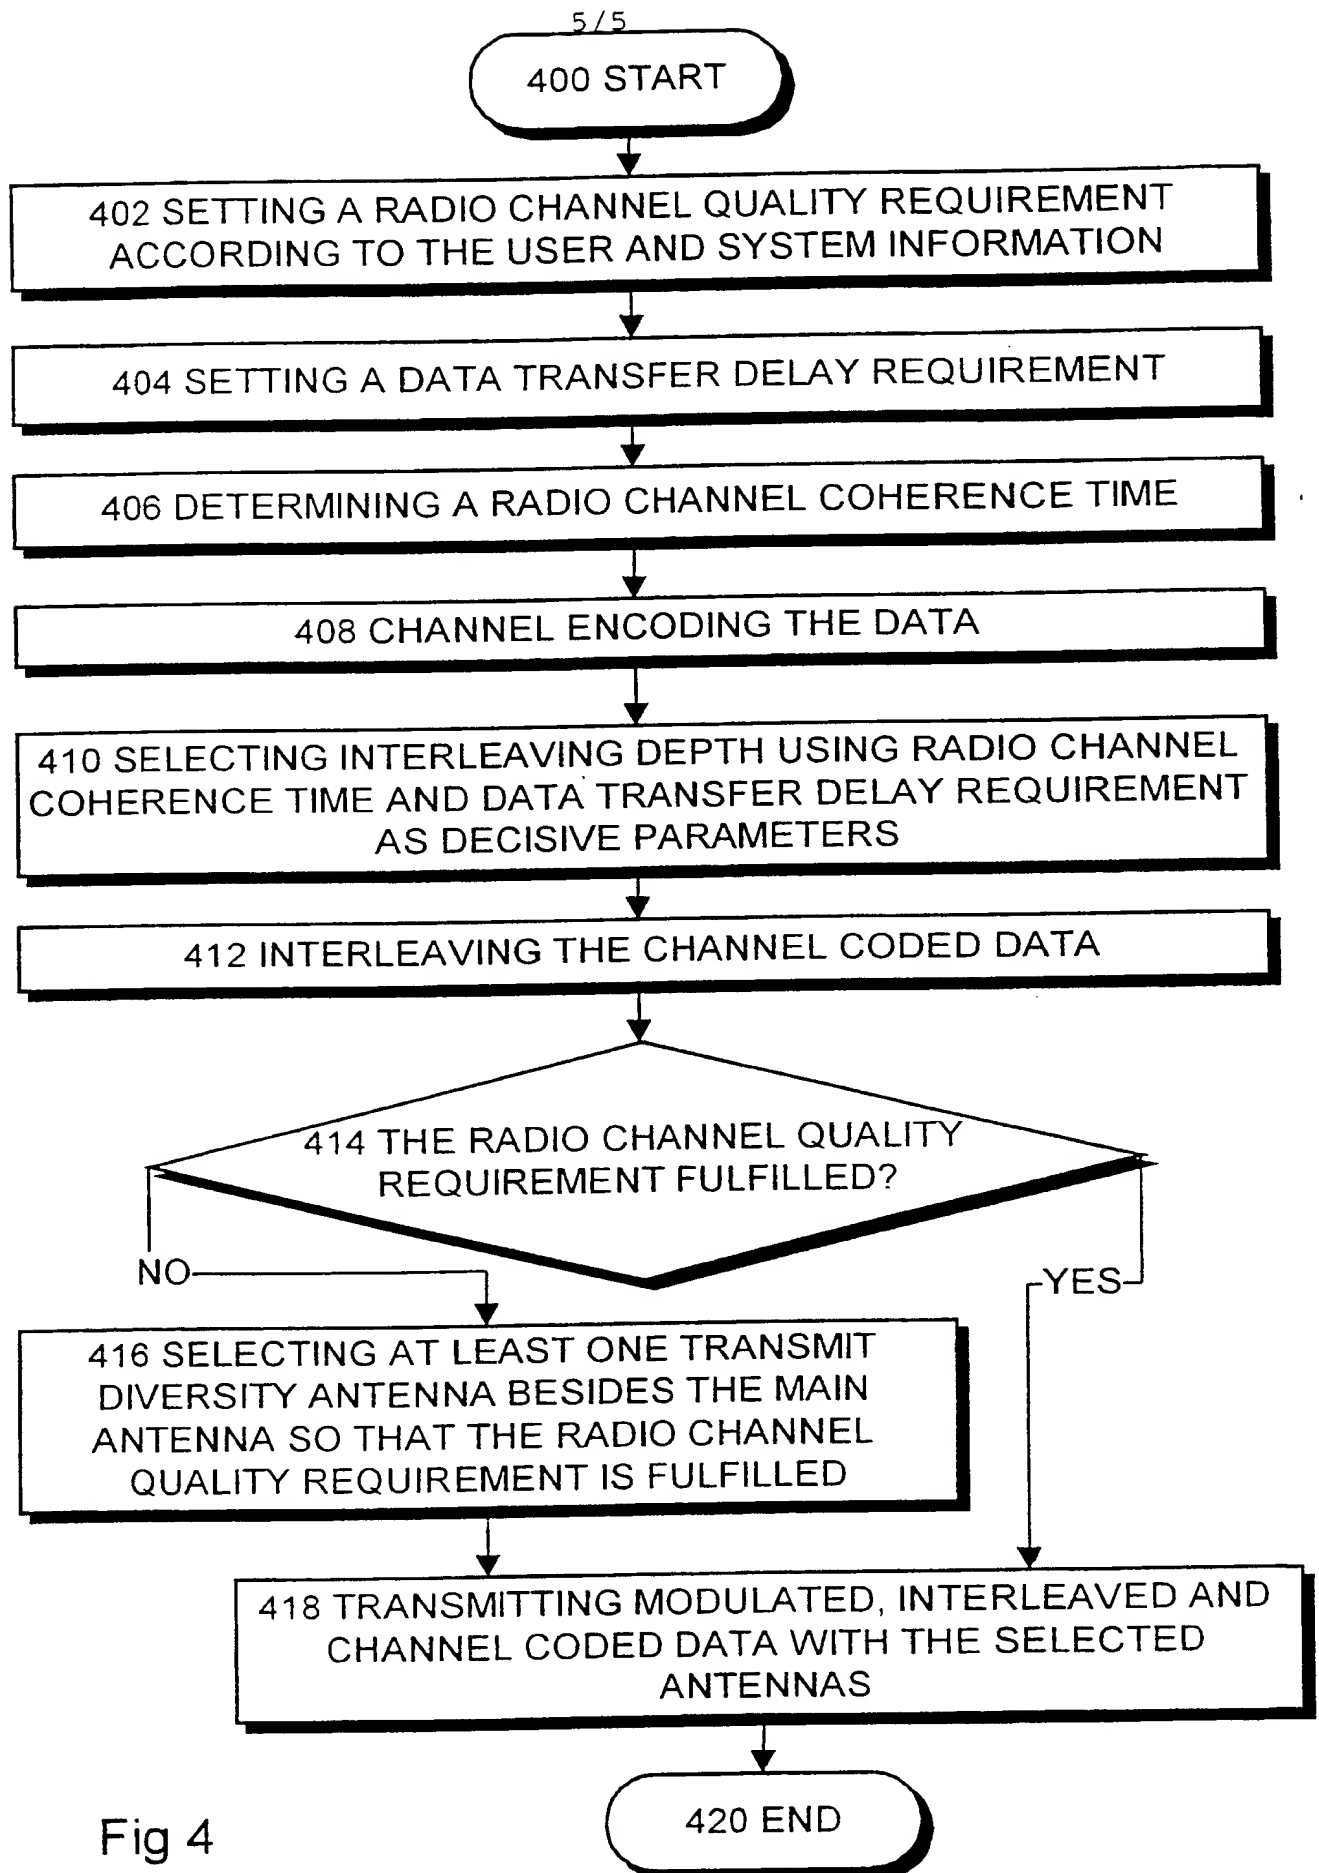 5/5
400 START
402 SETTING A RADIO CHANNEL QUALITY REQUIREMENT
ACCORDING TO THE USER AND SYSTEM INFORMATION
404 SETTING A DATA TRANSFER DELAY REQUIREMENT
406 DETERMINING A RADIO CHANNEL COHERENCE TIME
408 CHANNEL ENCODING THE DATA
410 SELECTING INTERLEAVING DEPTH USING RADIO CHANNEL
COHERENCE TIME AND DATA TRANSFER DELAY REQUIREMENT
AS DECISIVE PARAMETERS
412 INTERLEAVING THE CHANNEL CODED DATA
414 THE RADIO CHANNEL QUALITY
REQUIREMENT FULFILLED?
NO
YES
416 SELECTING AT LEAST ONE TRANSMIT
DIVERSITY ANTENNA BESIDES THE MAIN
ANTENNA SO THAT THE RADIO CHANNEL
QUALITY REQUIREMENT IS FULFILLED
418 TRANSMITTING MODULATED, INTERLEAVED AND
CHANNEL CODED DATA WITH THE SELECTED
ANTENNAS
420 END
Fig 4